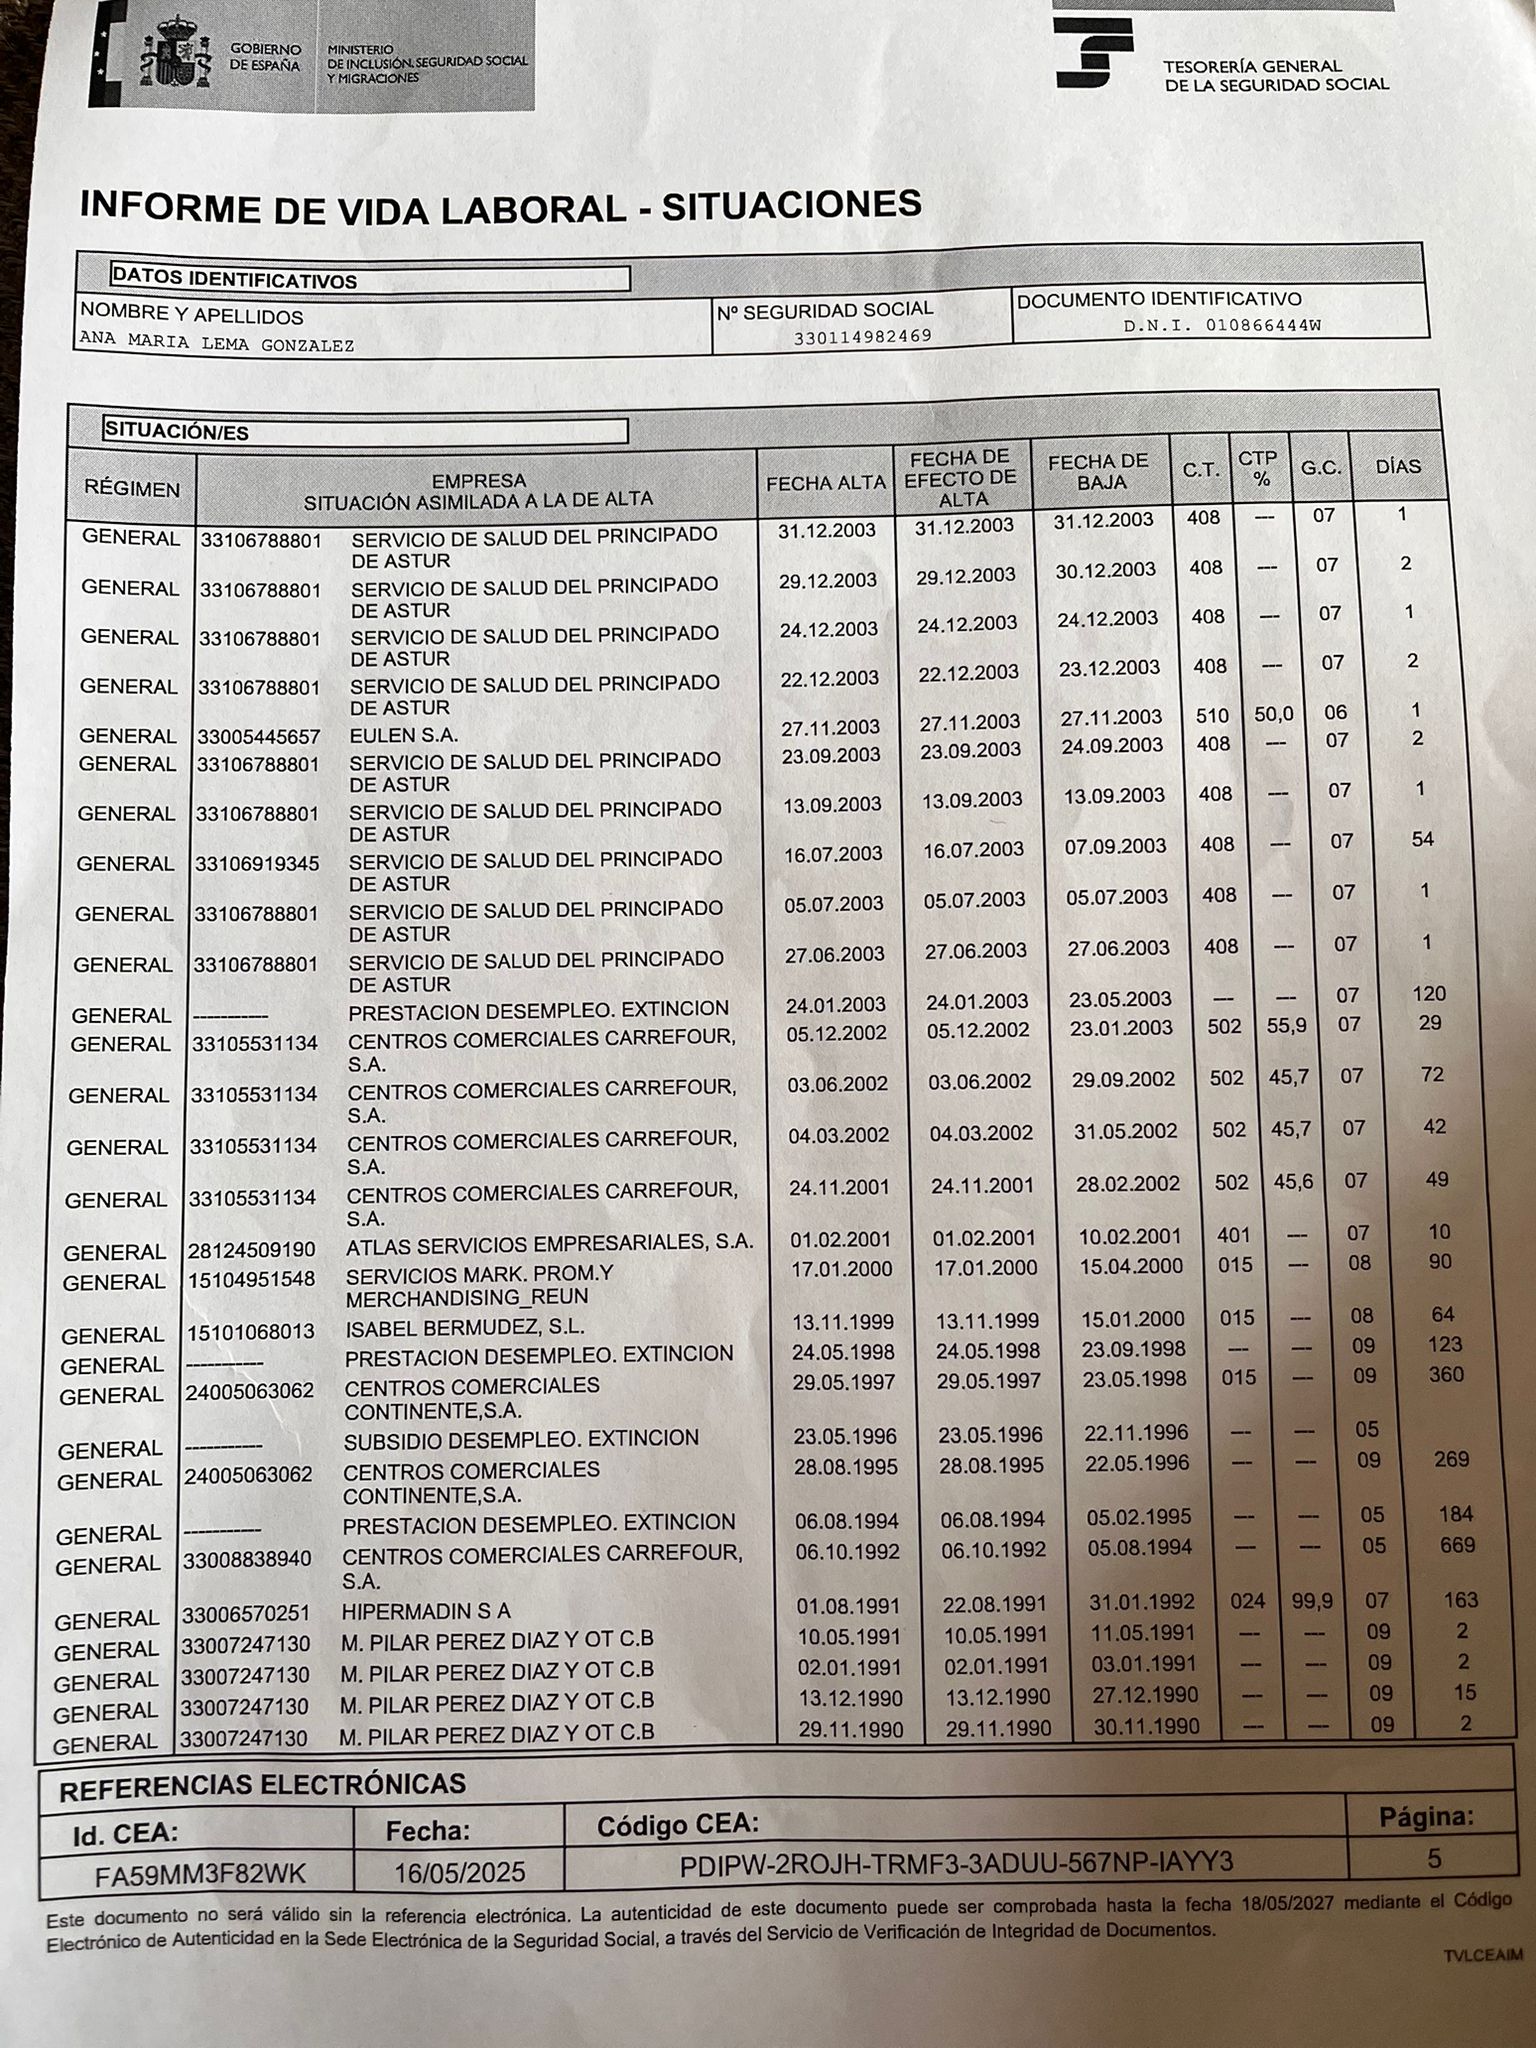 GOBIERNO
DE ESPAÑA
MINISTERIO
DE INCLUSIÓN, SEGURIDAD SOCIAL
Y MIGRACIONES
TESORERÍA GENERAL
DE LA SEGURIDAD SOCIAL
INFORME DE VIDA LABORAL - SITUACIONES
DATOS IDENTIFICATIVOS
NOMBRE Y APELLIDOS Nº SEGURIDAD SOCIAL DOCUMENTO IDENTIFICATIVO
ANA MARIA LEMA GONZALEZ 330114982469 D.N.I. 010866444W
SITUACIÓN/ES
RÉGIMEN EMPRESA SITUACIÓN ASIMILADA A LA DE ALTA FECHA ALTA FECHA DE EFECTO DE ALTA FECHA DE BAJA C.T. CTP % G.C. DÍAS
GENERAL 33106788801 SERVICIO DE SALUD DEL PRINCIPADO 31.12.2003 31.12.2003 31.12.2003 408 --- 07 1
DE ASTUR
GENERAL 33106788801 SERVICIO DE SALUD DEL PRINCIPADO 29.12.2003 29.12.2003 30.12.2003 408 --- 07 2
DE ASTUR
GENERAL 33106788801 SERVICIO DE SALUD DEL PRINCIPADO 24.12.2003 24.12.2003 24.12.2003 408 --- 07 1
DE ASTUR
GENERAL 33106788801 SERVICIO DE SALUD DEL PRINCIPADO 22.12.2003 22.12.2003 23.12.2003 408 --- 07 2
DE ASTUR
GENERAL 33005445657 EULEN S.A. 27.11.2003 27.11.2003 27.11.2003 510 50,0 06 1
GENERAL 33106788801 SERVICIO DE SALUD DEL PRINCIPADO 23.09.2003 23.09.2003 24.09.2003 408 --- 07 2
DE ASTUR
GENERAL 33106788801 SERVICIO DE SALUD DEL PRINCIPADO 13.09.2003 13.09.2003 13.09.2003 408 --- 07 1
DE ASTUR
GENERAL 33106919345 SERVICIO DE SALUD DEL PRINCIPADO 16.07.2003 16.07.2003 07.09.2003 408 --- 07 54
DE ASTUR
GENERAL 33106788801 SERVICIO DE SALUD DEL PRINCIPADO 05.07.2003 05.07.2003 05.07.2003 408 --- 07 1
DE ASTUR
GENERAL 33106788801 SERVICIO DE SALUD DEL PRINCIPADO 27.06.2003 27.06.2003 27.06.2003 408 --- 07 1
DE ASTUR
GENERAL ----------- PRESTACION DESEMPLEO. EXTINCION 24.01.2003 24.01.2003 23.05.2003 --- --- 07 120
GENERAL 33105531134 CENTROS COMERCIALES CARREFOUR, 05.12.2002 05.12.2002 23.01.2003 502 55,9 07 29
S.A.
GENERAL 33105531134 CENTROS COMERCIALES CARREFOUR, 03.06.2002 03.06.2002 29.09.2002 502 45,7 07 72
S.A.
GENERAL 33105531134 CENTROS COMERCIALES CARREFOUR, 04.03.2002 04.03.2002 31.05.2002 502 45,7 07 42
S.A.
GENERAL 33105531134 CENTROS COMERCIALES CARREFOUR, 24.11.2001 24.11.2001 28.02.2002 502 45,6 07 49
S.A.
GENERAL 28124509190 ATLAS SERVICIOS EMPRESARIALES, S.A. 01.02.2001 01.02.2001 10.02.2001 401 --- 07 10
GENERAL 15104951548 SERVICIOS MARK. PROM.Y 17.01.2000 17.01.2000 15.04.2000 015 --- 08 90
MERCHANDISING_REUN
GENERAL 15101068013 ISABEL BERMUDEZ, S.L. 13.11.1999 13.11.1999 15.01.2000 015 --- 08 64
GENERAL ----------- PRESTACION DESEMPLEO. EXTINCION 24.05.1998 24.05.1998 23.09.1998 --- --- 09 123
GENERAL 24005063062 CENTROS COMERCIALES 29.05.1997 29.05.1997 23.05.1998 015 --- 09 360
CONTINENTE,S.A.
GENERAL ----------- SUBSIDIO DESEMPLEO. EXTINCION 23.05.1996 23.05.1996 22.11.1996 --- --- 05
GENERAL 24005063062 CENTROS COMERCIALES 28.08.1995 28.08.1995 22.05.1996 --- --- 09 269
CONTINENTE,S.A.
GENERAL ----------- PRESTACION DESEMPLEO. EXTINCION 06.08.1994 06.08.1994 05.02.1995 --- --- 05 184
GENERAL 33008838940 CENTROS COMERCIALES CARREFOUR, 06.10.1992 06.10.1992 05.08.1994 --- --- 05 669
S.A.
GENERAL 33006570251 HIPERMADIN S A 01.08.1991 22.08.1991 31.01.1992 024 99,9 07 163
GENERAL 33007247130 M. PILAR PEREZ DIAZ Y OT C.B 10.05.1991 10.05.1991 11.05.1991 --- --- 09 2
GENERAL 33007247130 M. PILAR PEREZ DIAZ Y OT C.B 02.01.1991 02.01.1991 03.01.1991 --- --- 09 2
GENERAL 33007247130 M. PILAR PEREZ DIAZ Y OT C.B 13.12.1990 13.12.1990 27.12.1990 --- --- 09 15
GENERAL 33007247130 M. PILAR PEREZ DIAZ Y OT C.B 29.11.1990 29.11.1990 30.11.1990 --- --- 09 2
REFERENCIAS ELECTRÓNICAS
Id. CEA: Fecha: Código CEA: Página:
FA59MM3F82WK 16/05/2025 PDIPW-2ROJH-TRMF3-3ADUU-567NP-IAYY3 5
Este documento no será válido sin la referencia electrónica. La autenticidad de este documento puede ser comprobada hasta la fecha 18/05/2027 mediante el Código
Electrónico de Autenticidad en la Sede Electrónica de la Seguridad Social, a través del Servicio de Verificación de Integridad de Documentos.
TVLCEAIM